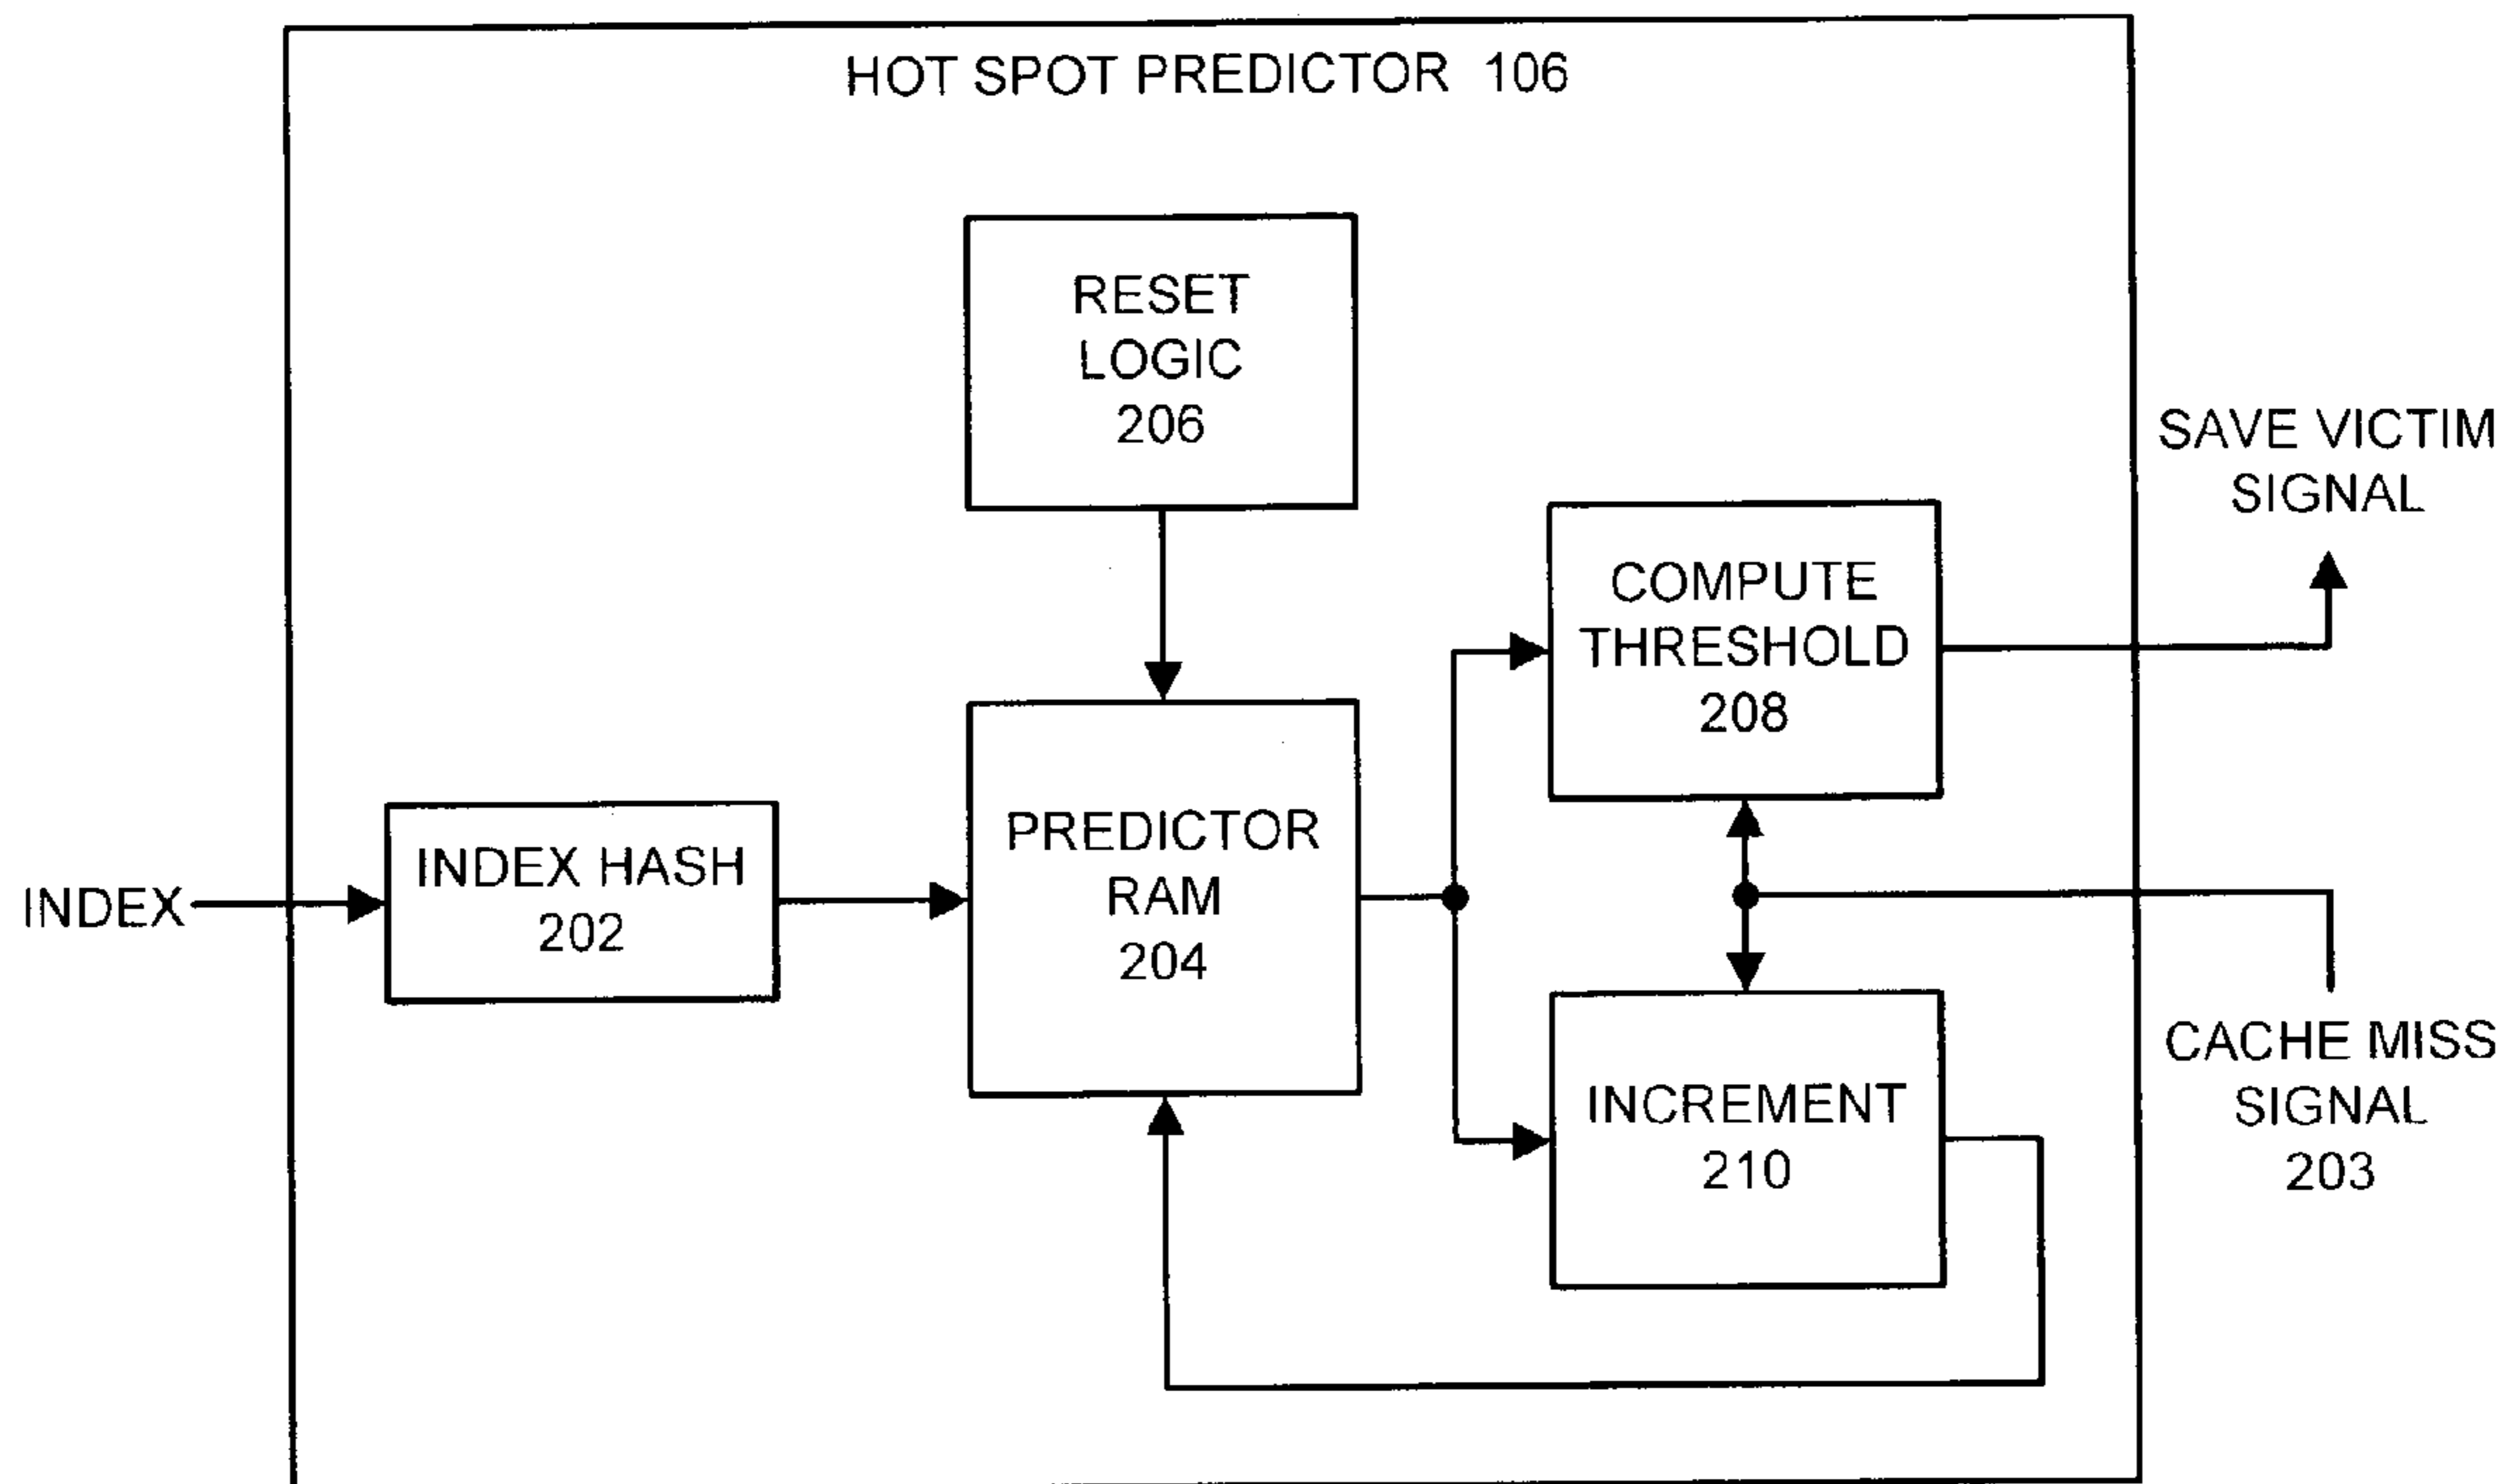 HOT SPOT PREDICTOR 106
RESET
LOGIC
206
SAVE VICTIM
SIGNAL
COMPUTE
THRESHOLD
208
INDEX
INDEX HASH
202
PREDICTOR
RAM
204
INCREMENT
210
CACHE MISS
SIGNAL
203